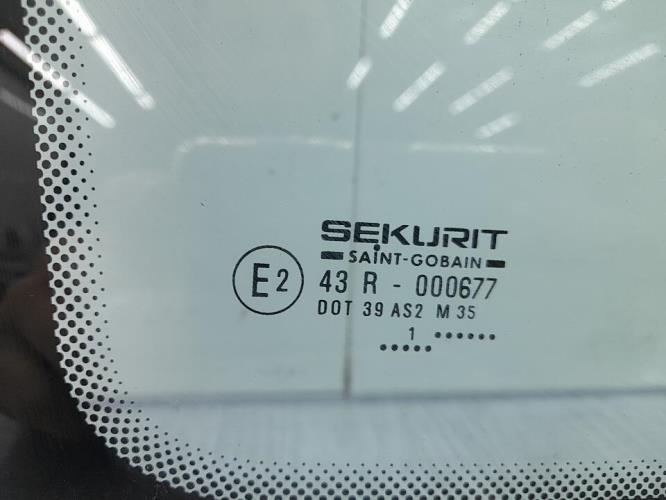 SEKURIT
SAINT-GOBAIN
E2 43 R - 000677
DOT 39 AS2 M 35
1 ......
.....